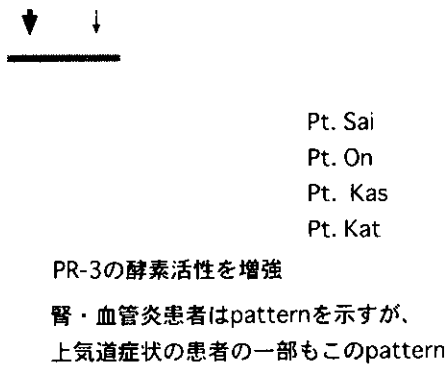 Pt. Sai
Pt. On
Pt. Kas
Pt. Kat
PR-3の酵素活性を増強
腎・血管炎患者はpatternを示すが、
上気道症状の患者の一部もこのpattern